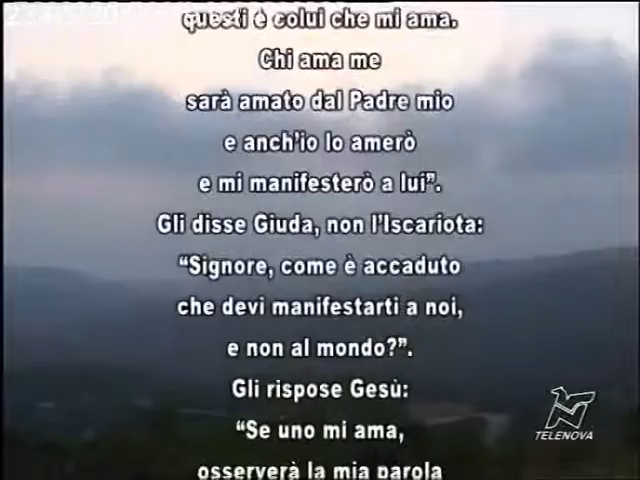 questi è colui che mi ama.
Chi ama me
sarà amato dal Padre mio
e anch'io lo amerò
e mi manifesterò a lui”.
Gli disse Giuda, non l'Iscariota:
“Signore, come è accaduto
che devi manifestarti a noi,
e non al mondo?”.
Gli rispose Gesù:
“Se uno mi ama,
osserverà la mia parola
TELENOVA